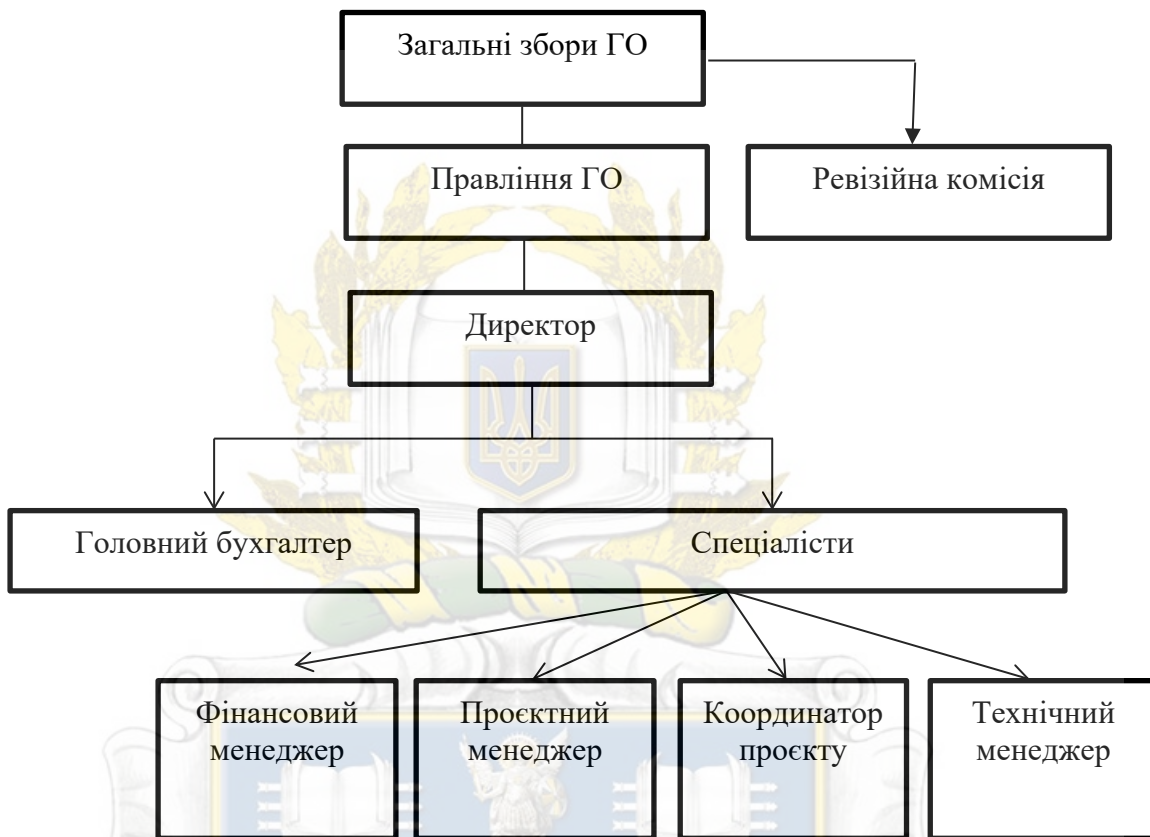 Загальні збори ГО
Правління ГО
Ревізійна комісія
Директор
Головний бухгалтер
Спеціалісти
Фінансовий
менеджер
Проєктний
менеджер
Координатор
проєкту
Технічний
менеджер